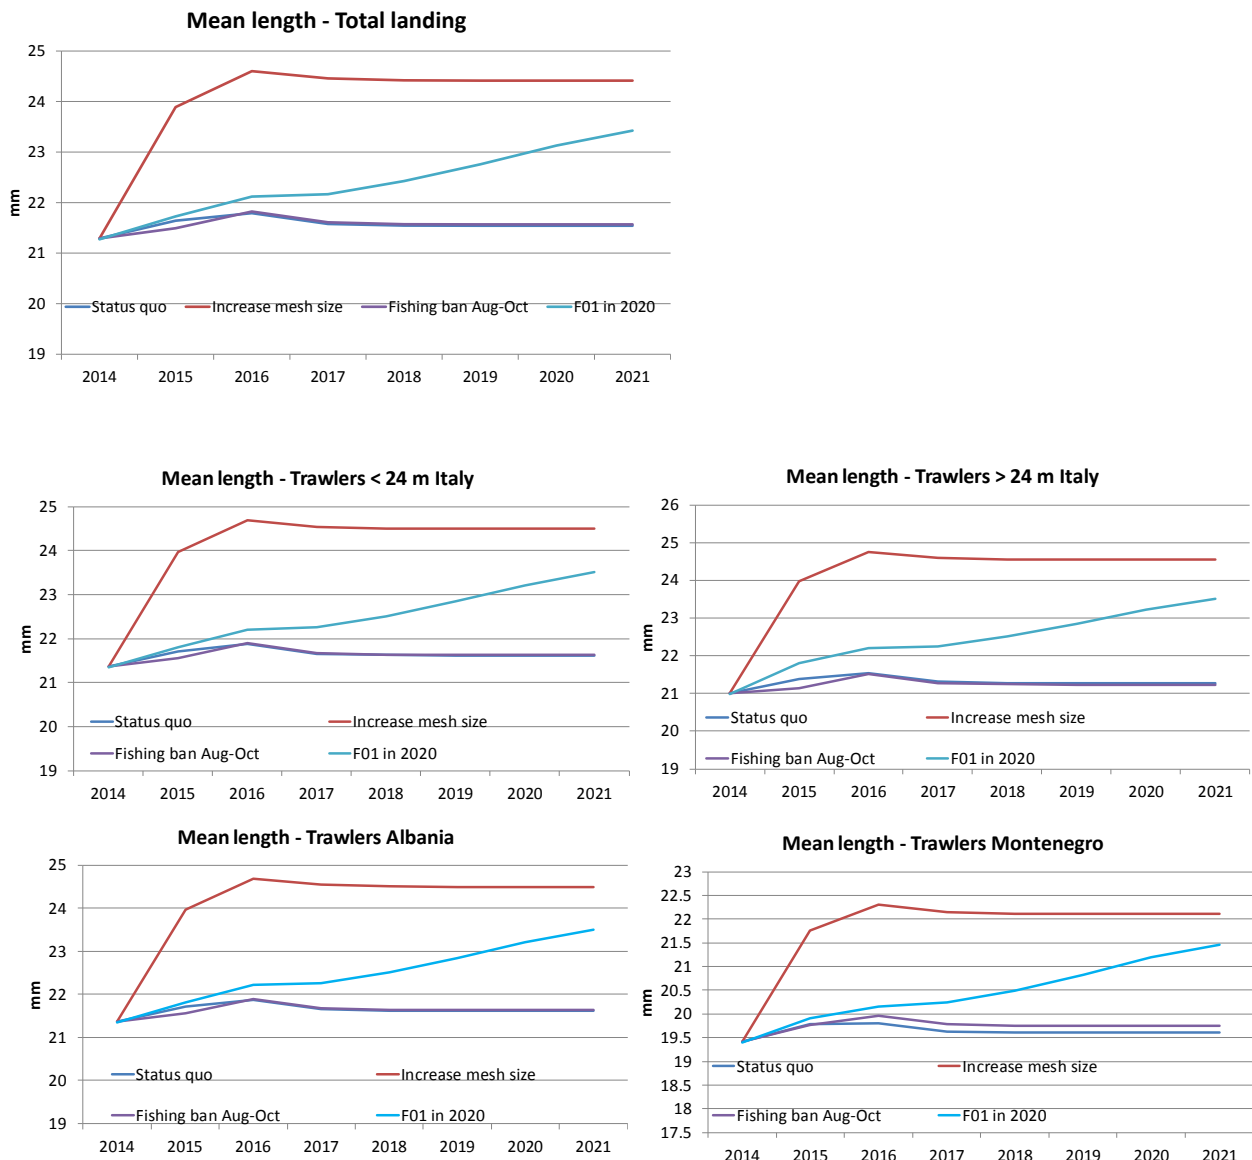 Mean length - Total landing
25
24
23
22
21
20
19
mm
Status quo Increase mesh size Fishing ban Aug-Oct F01 in 2020
2014 2015 2016 2017 2018 2019 2020 2021
Mean length - Trawlers < 24 m Italy
25
24
23
22
21
20
19
mm
Status quo Increase mesh size
Fishing ban Aug-Oct F01 in 2020
2014 2015 2016 2017 2018 2019 2020 2021
Mean length - Trawlers > 24 m Italy
26
25
24
23
22
21
20
19
mm
Status quo Increase mesh size
Fishing ban Aug-Oct F01 in 2020
2014 2015 2016 2017 2018 2019 2020 2021
Mean length - Trawlers Albania
25
24
23
22
21
20
19
mm
Status quo Increase mesh size
Fishing ban Aug-Oct F01 in 2020
2014 2015 2016 2017 2018 2019 2020 2021
Mean length - Trawlers Montenegro
23
22.5
22
21.5
21
20.5
20
19.5
19
18.5
18
17.5
mm
Status quo Increase mesh size
Fishing ban Aug-Oct F01 in 2020
2014 2015 2016 2017 2018 2019 2020 2021